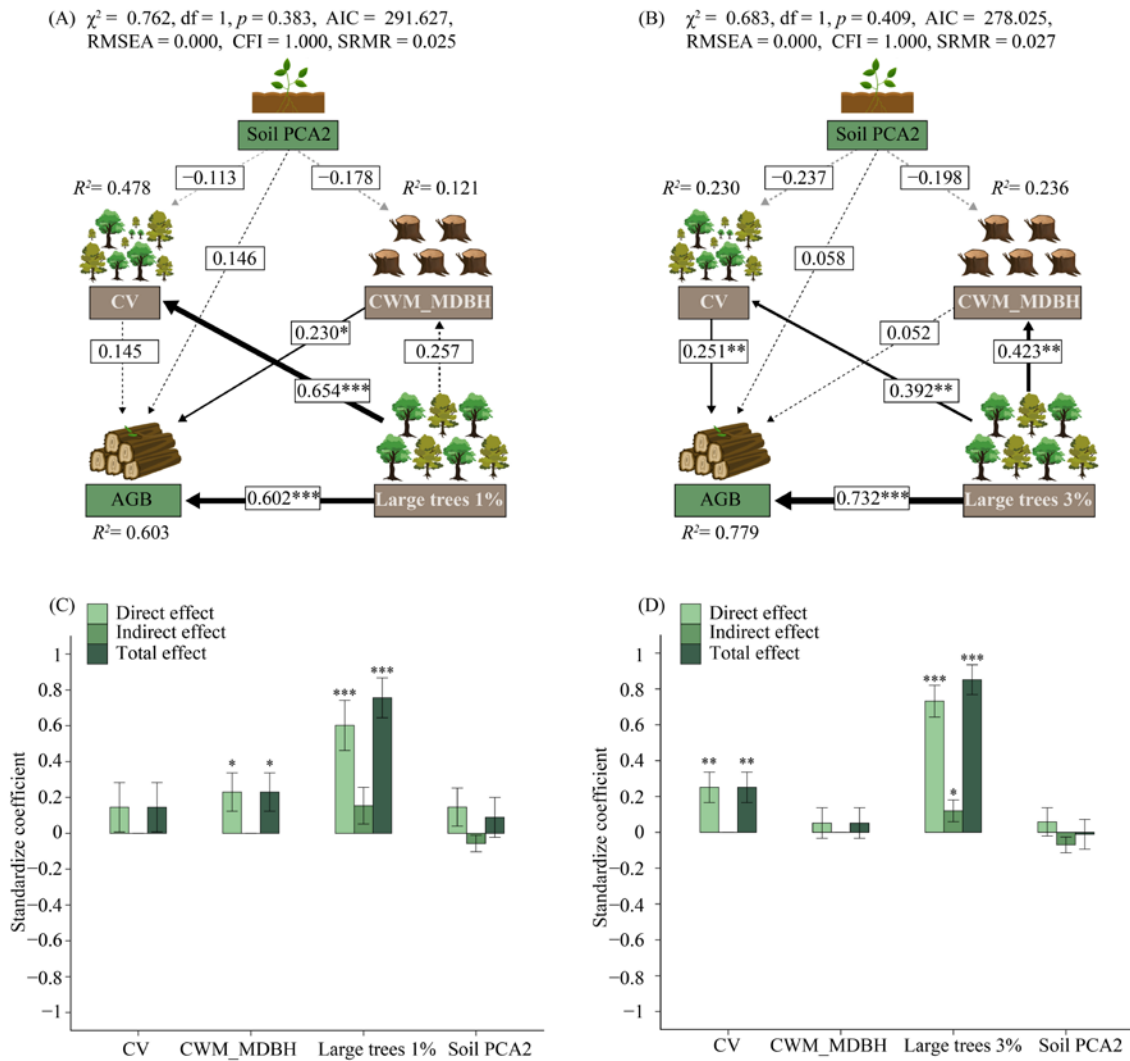 (A) χ² = 0.762, df = 1, p = 0.383, AIC = 291.627,
RMSEA = 0.000, CFI = 1.000, SRMR = 0.025
Soil PCA2
−0.113
−0.178
R²= 0.478
R²= 0.121
0.146
CV
CWM_MDBH
0.230*
0.145
0.257
0.654***
AGB
0.602***
Large trees 1%
R²= 0.603
(B) χ² = 0.683, df = 1, p = 0.409, AIC = 278.025,
RMSEA = 0.000, CFI = 1.000, SRMR = 0.027
Soil PCA2
−0.237
−0.198
R²= 0.230
R²= 0.236
0.058
CV
CWM_MDBH
0.052
0.251**
0.423**
0.392**
AGB
0.732***
Large trees 3%
R²= 0.779
(C)
Direct effect
Indirect effect
Total effect
Standardize coefficient
1
0.8
0.6
0.4
0.2
0
−0.2
−0.4
−0.6
−0.8
−1
* * *** ***
CV CWM_MDBH Large trees 1% Soil PCA2
(D)
Direct effect
Indirect effect
Total effect
Standardize coefficient
1
0.8
0.6
0.4
0.2
0
−0.2
−0.4
−0.6
−0.8
−1
** ** *** * ***
CV CWM_MDBH Large trees 3% Soil PCA2